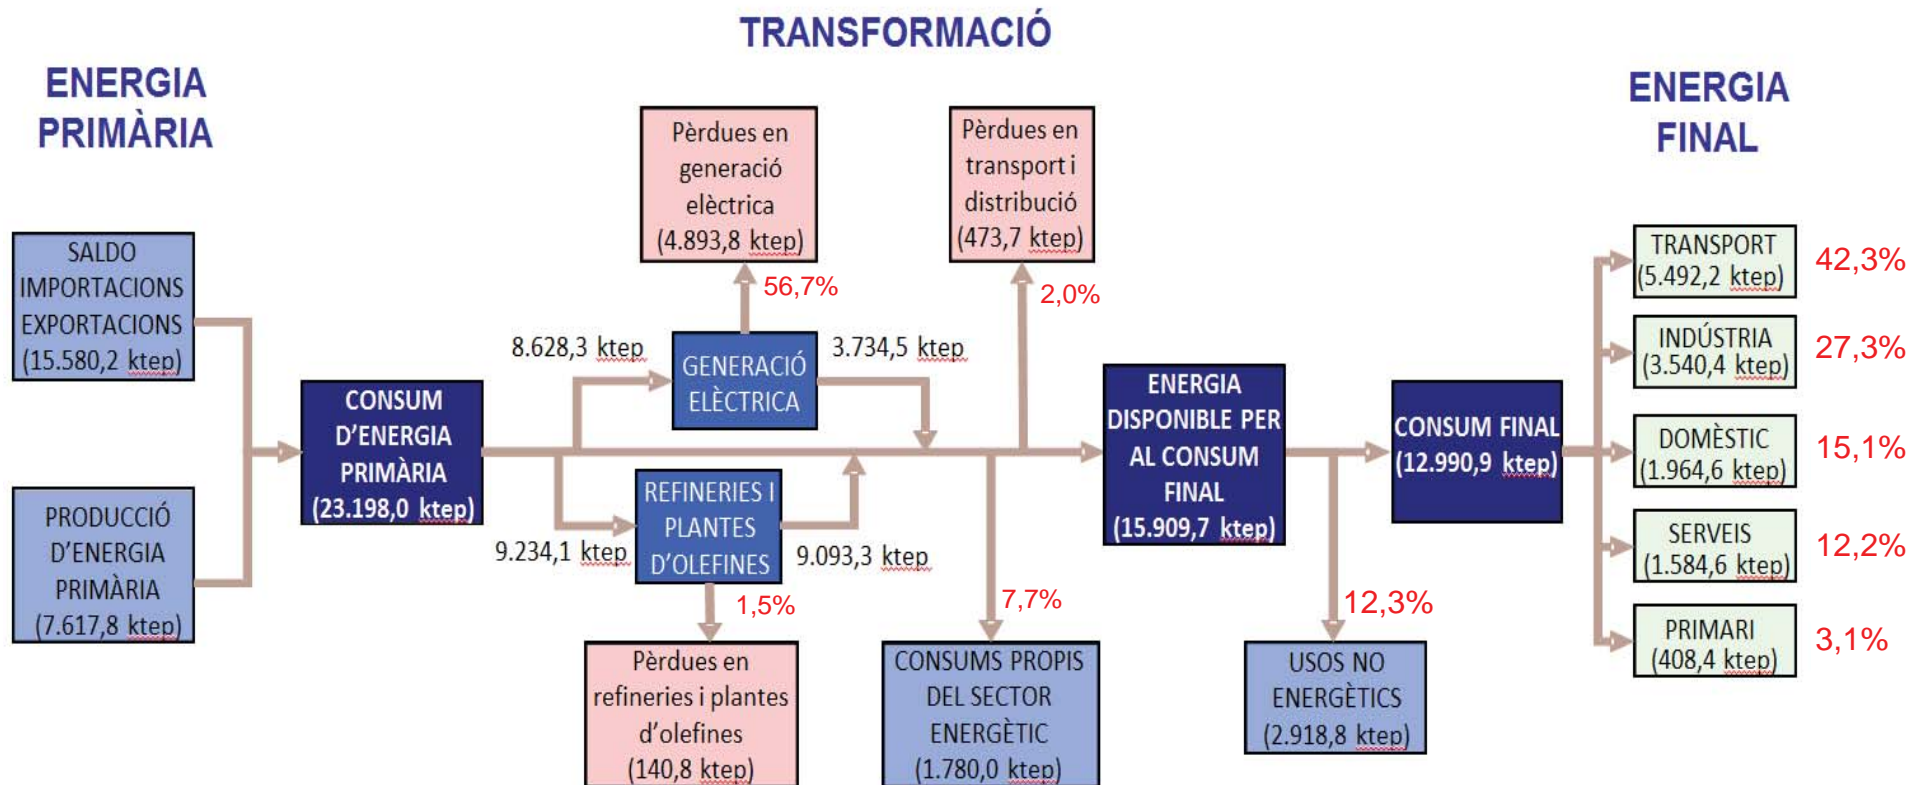 TRANSFORMACIÓ
ENERGIA
PRIMÀRIA
ENERGIA
FINAL
SALDO
IMPORTACIONS
EXPORTACIONS
(15.580,2 ktep)
PRODUCCIÓ
D'ENERGIA
PRIMÀRIA
(7.617,8 ktep)
CONSUM
D'ENERGIA
PRIMÀRIA
(23.198,0 ktep)
Pèrdues en
generació
elèctrica
(4.893,8 ktep)
56,7%
8.628,3 ktep
GENERACIÓ
ELÈCTRICA
3.734,5 ktep
9.234,1 ktep
REFINERIES I
PLANTES
D'OLEFINES
9.093,3 ktep
1,5%
Pèrdues en
refineries i plantes
d'olefines
(140,8 ktep)
Pèrdues en
transport i
distribució
(473,7 ktep)
2,0%
7,7%
CONSUMS PROPIS
DEL SECTOR
ENERGÈTIC
(1.780,0 ktep)
ENERGIA
DISPONIBLE PER
AL CONSUM
FINAL
(15.909,7 ktep)
12,3%
USOS NO
ENERGÈTICS
(2.918,8 ktep)
CONSUM FINAL
(12.990,9 ktep)
TRANSPORT
(5.492,2 ktep)
42,3%
INDÚSTRIA
(3.540,4 ktep)
27,3%
DOMÈSTIC
(1.964,6 ktep)
15,1%
SERVEIS
(1.584,6 ktep)
12,2%
PRIMARI
(408,4 ktep)
3,1%